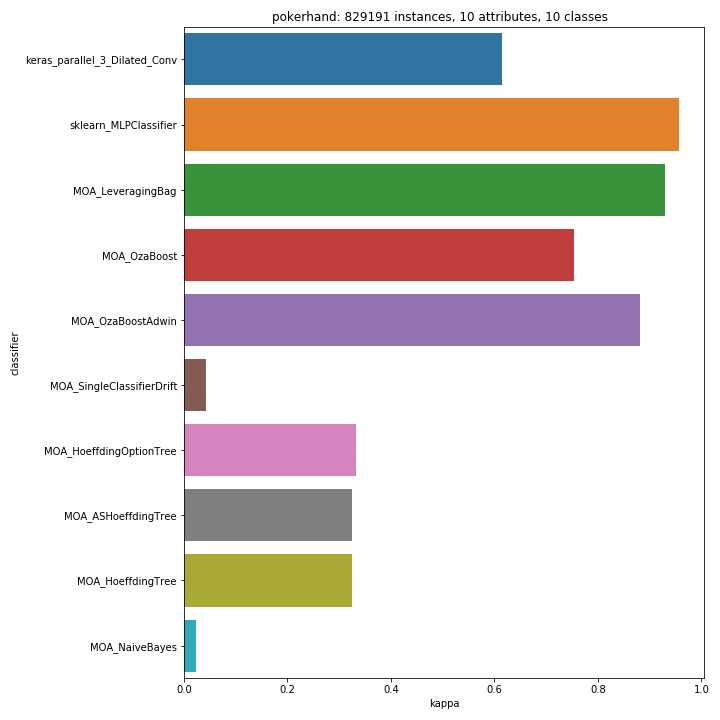 pokerhand: 829191 instances, 10 attributes, 10 classes
keras_parallel_3_Dilated_Conv
sklearn_MLPClassifier
MOA_LeveragingBag
MOA_OzaBoost
MOA_OzaBoostAdwin
classifier
MOA_SingleClassifierDrift
MOA_HoeffdingOptionTree
MOA_ASHoeffdingTree
MOA_HoeffdingTree
MOA_NaiveBayes
0.0 0.2 0.4 0.6 0.8 1.0
kappa